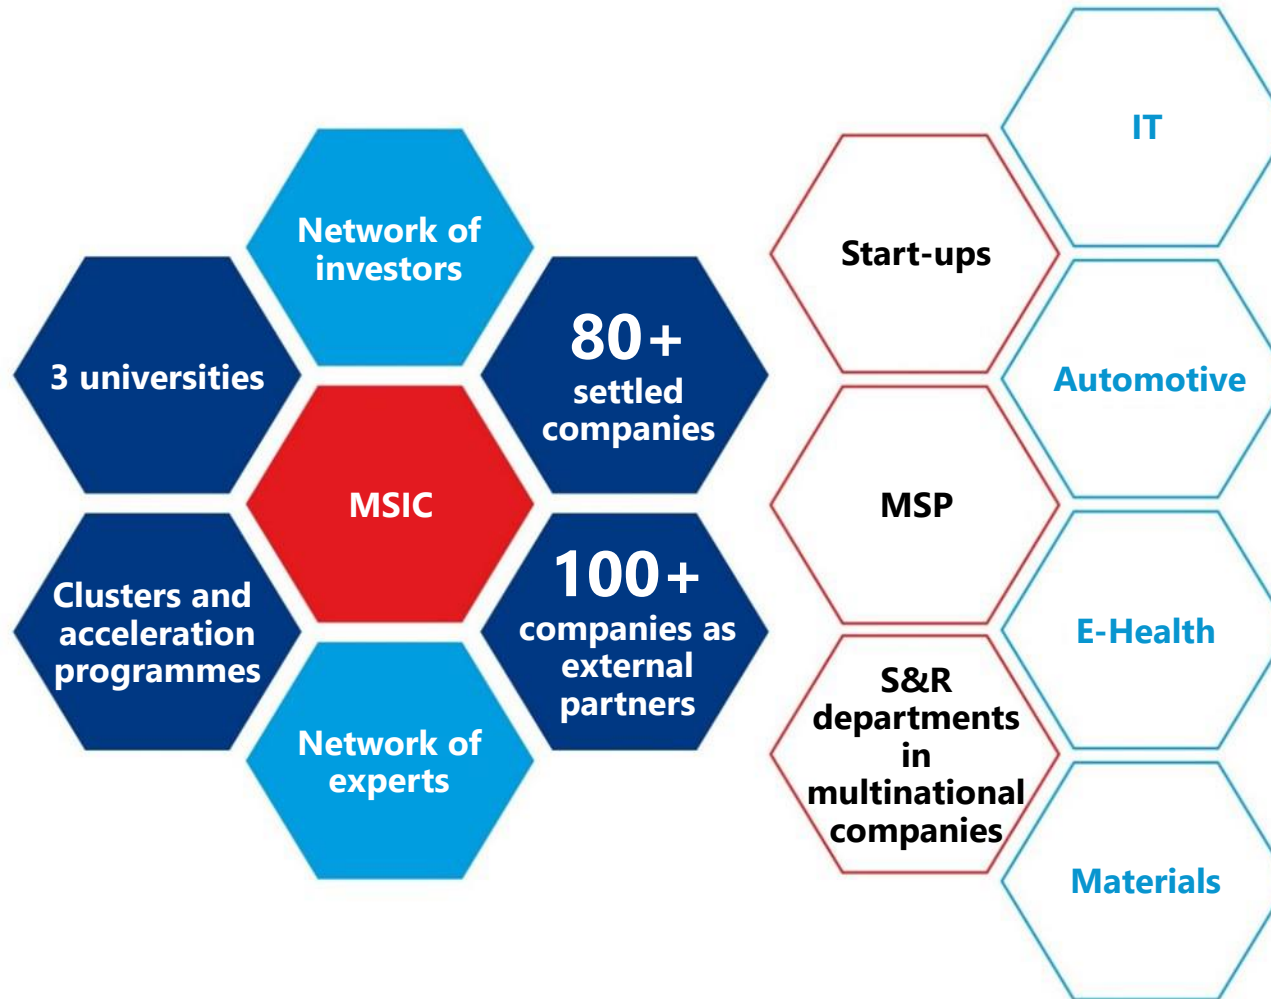 Network of
investors
3 universities
80+
settled
companies
MSIC
Clusters and
acceleration
programmes
100+
companies as
external
partners
Network of
experts
Start-ups
MSP
S&R
departments
in
multinational
companies
IT
Automotive
E-Health
Materials